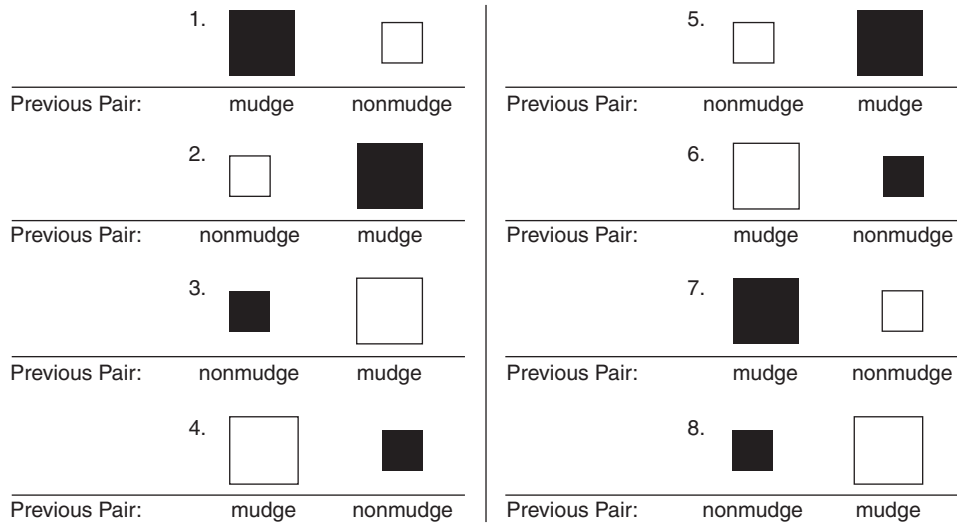 1.
Previous Pair: mudge nonmudge
2.
Previous Pair: nonmudge mudge
3.
Previous Pair: nonmudge mudge
4.
Previous Pair: mudge nonmudge
5.
Previous Pair: nonmudge mudge
6.
Previous Pair: mudge nonmudge
7.
Previous Pair: mudge nonmudge
8.
Previous Pair: nonmudge mudge